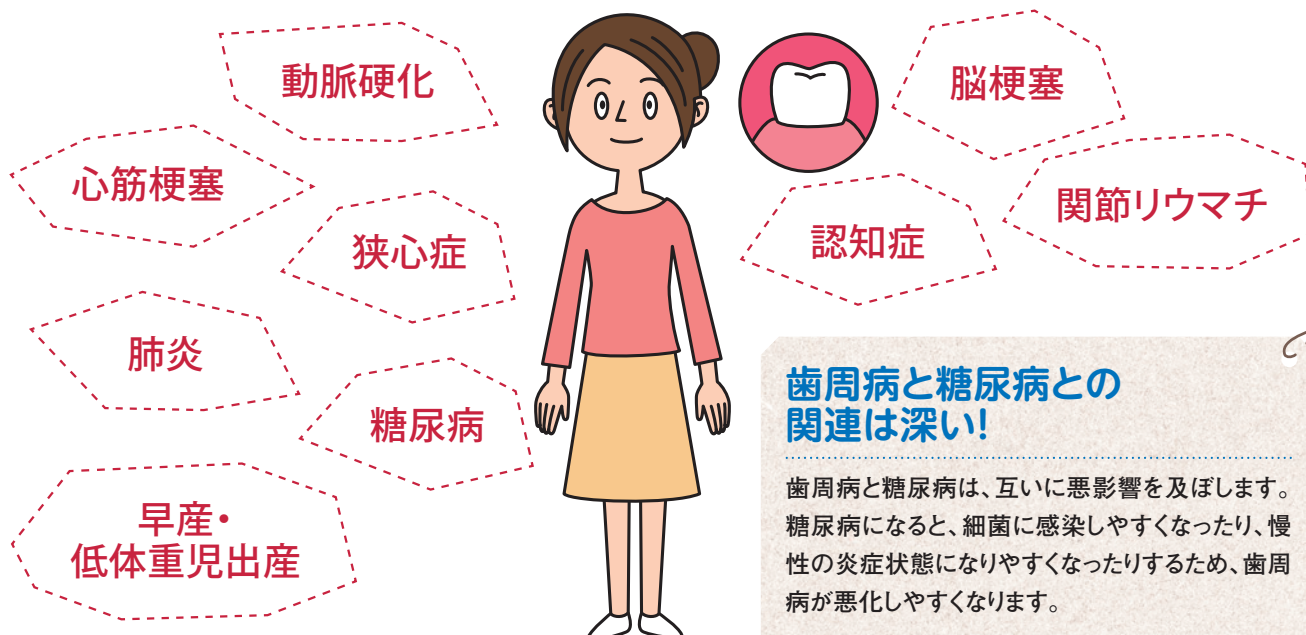 動脈硬化
脳梗塞
心筋梗塞
関節リウマチ
狭心症
認知症
肺炎
糖尿病
早産・
低体重児出産
歯周病と糖尿病との
関連は深い!
歯周病と糖尿病は、互いに悪影響を及ぼします。
糖尿病になると、細菌に感染しやすくなったり、慢
性の炎症状態になりやすくなったりするため、歯周
病が悪化しやすくなります。